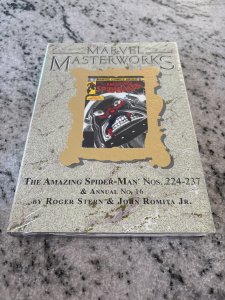 MARVEL
MASTERWORKS
THE AMAZING SPIDER-MAN NOS. 224-237
& ANNUAL NO. 16
BY ROGER STERN & JOHN ROMITA JR.